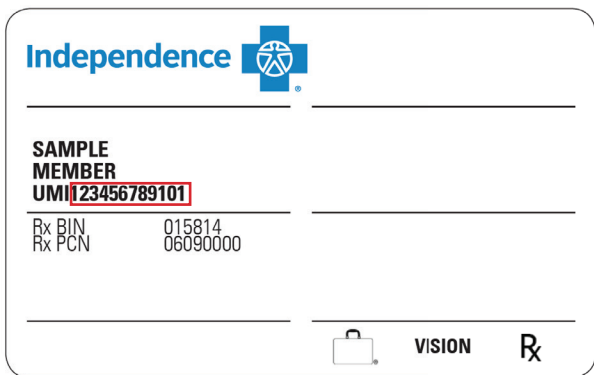 Independence
SAMPLE
MEMBER
UMI123456789101
Rx BIN 015814
Rx PCN 06090000
VISION Rx